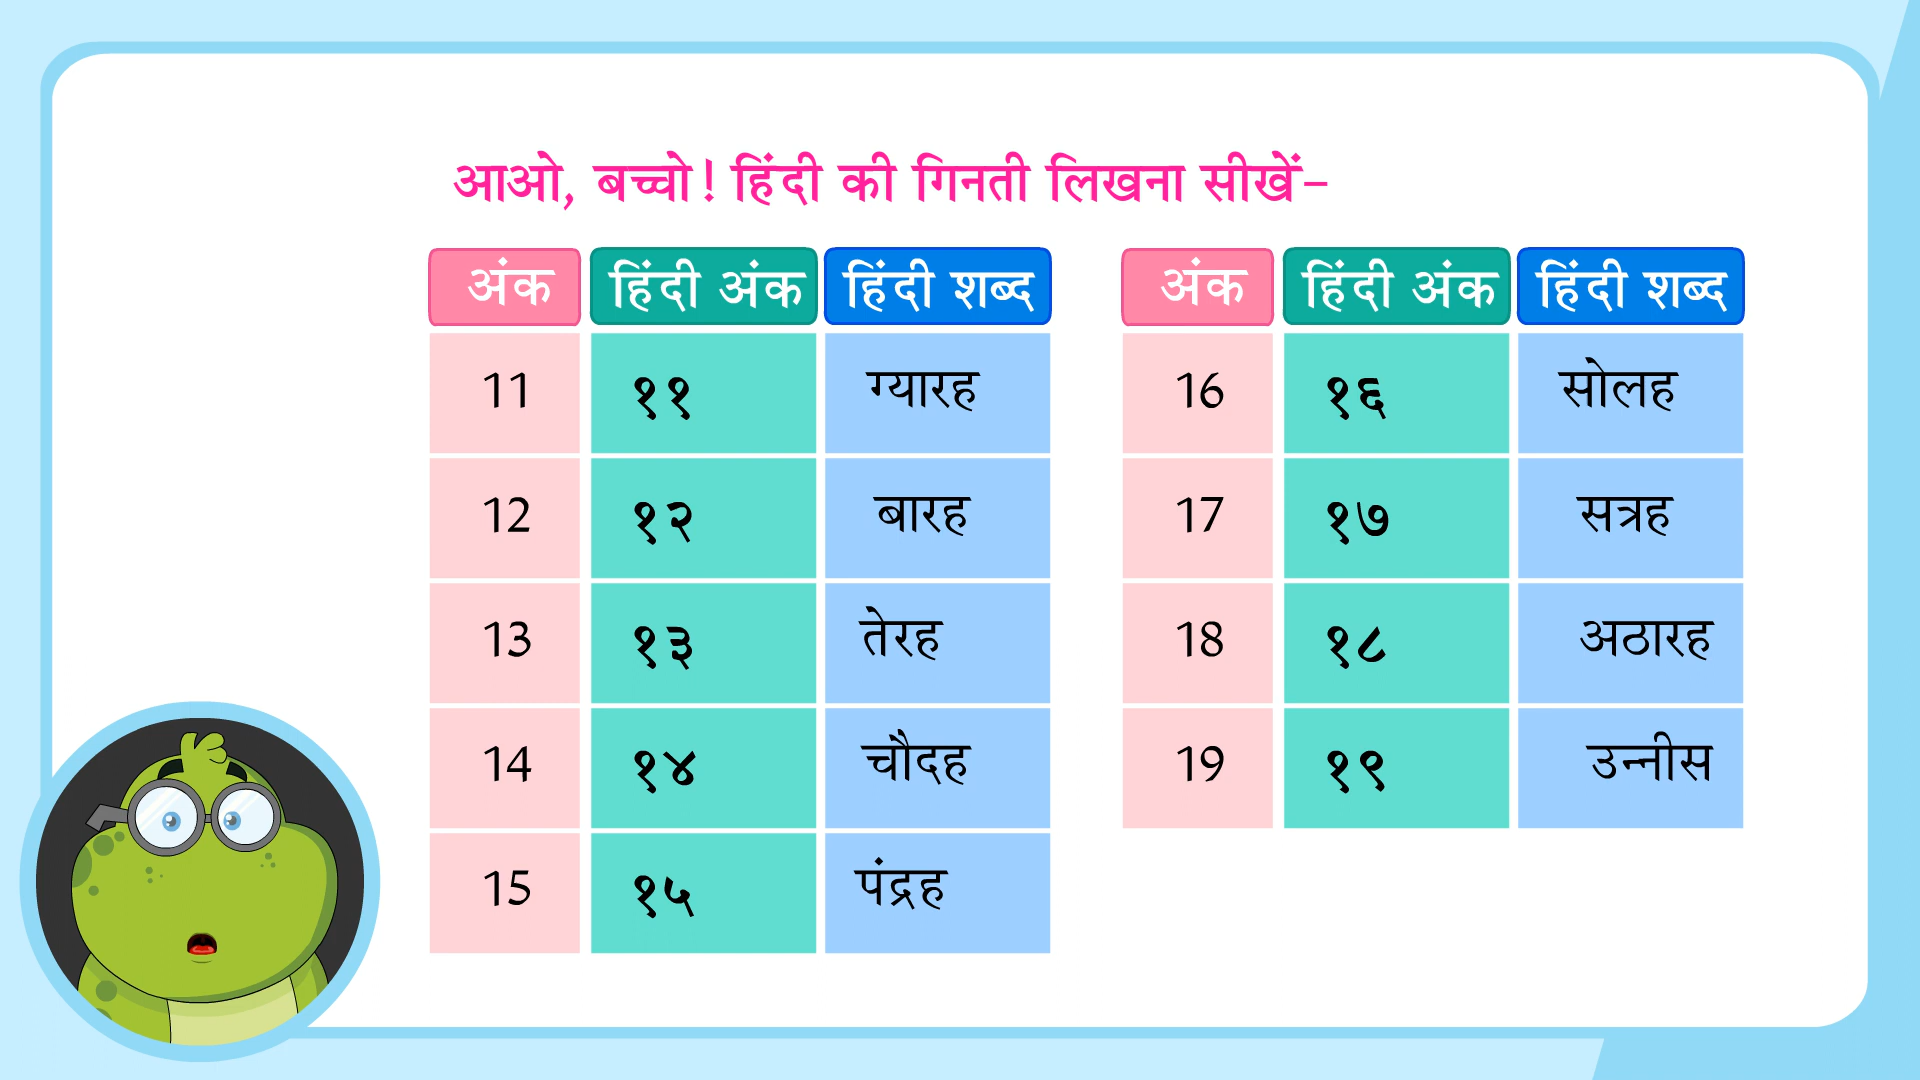 आओ, बच्चो! हिंदी की गिनती लिखना सीखें–
अंक हिंदी अंक हिंदी शब्द
11 ११ ग्यारह
12 १२ बारह
13 १३ तेरह
14 १४ चौदह
15 १५ पंद्रह
अंक हिंदी अंक हिंदी शब्द
16 १६ सोलह
17 १७ सत्रह
18 १८ अठारह
19 १९ उन्नीस